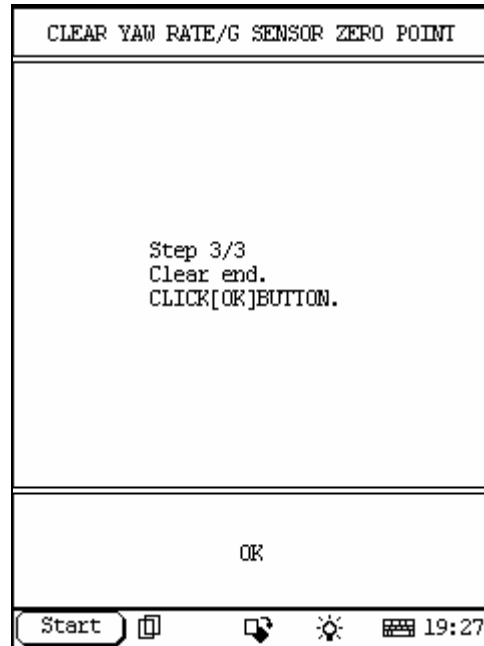 CLEAR YAW RATE/G SENSOR ZERO POINT
Step 3/3
Clear end.
CLICK[OK]BUTTON.
OK
Start 19:27